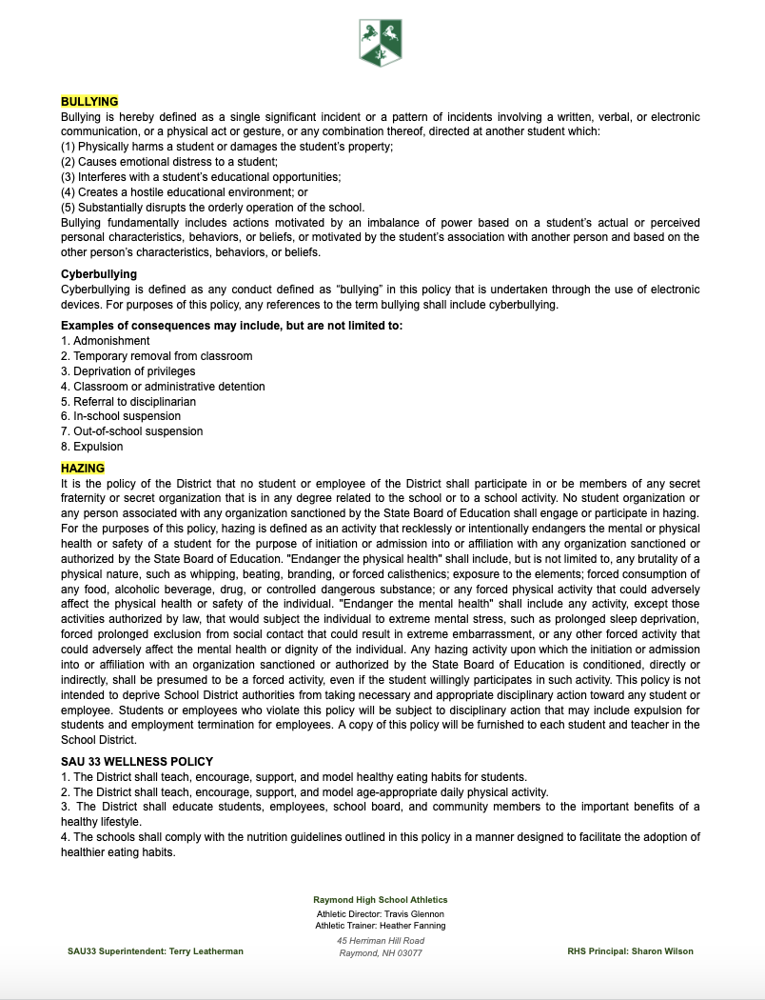 BULLYING
Bullying is hereby defined as a single significant incident or a pattern of incidents involving a written, verbal, or electronic
communication, or a physical act or gesture, or any combination thereof, directed at another student which:
(1) Physically harms a student or damages the student’s property;
(2) Causes emotional distress to a student;
(3) Interferes with a student’s educational opportunities;
(4) Creates a hostile educational environment; or
(5) Substantially disrupts the orderly operation of the school.
Bullying fundamentally includes actions motivated by an imbalance of power based on a student’s actual or perceived
personal characteristics, behaviors, or beliefs, or motivated by the student’s association with another person and based on the
other person’s characteristics, behaviors, or beliefs.
Cyberbullying
Cyberbullying is defined as any conduct defined as “bullying” in this policy that is undertaken through the use of electronic
devices. For purposes of this policy, any references to the term bullying shall include cyberbullying.
Examples of consequences may include, but are not limited to:
1. Admonishment
2. Temporary removal from classroom
3. Deprivation of privileges
4. Classroom or administrative detention
5. Referral to disciplinarian
6. In-school suspension
7. Out-of-school suspension
8. Expulsion
HAZING
It is the policy of the District that no student or employee of the District shall participate in or be members of any secret
fraternity or secret organization that is in any degree related to the school or to a school activity. No student organization or
any person associated with any organization sanctioned by the State Board of Education shall engage or participate in hazing.
For the purposes of this policy, hazing is defined as an activity that recklessly or intentionally endangers the mental or physical
health or safety of a student for the purpose of initiation or admission into or affiliation with any organization sanctioned or
authorized by the State Board of Education. "Endanger the physical health" shall include, but is not limited to, any brutality of a
physical nature, such as whipping, beating, branding, or forced calisthenics; exposure to the elements; forced consumption of
any food, alcoholic beverage, drug, or controlled dangerous substance; or any forced physical activity that could adversely
affect the physical health or safety of the individual. "Endanger the mental health" shall include any activity, except those
activities authorized by law, that would subject the individual to extreme mental stress, such as prolonged sleep deprivation,
forced prolonged exclusion from social contact that could result in extreme embarrassment, or any other forced activity that
could adversely affect the mental health or dignity of the individual. Any hazing activity upon which the initiation or admission
into or affiliation with an organization sanctioned or authorized by the State Board of Education is conditioned, directly or
indirectly, shall be presumed to be a forced activity, even if the student willingly participates in such activity. This policy is not
intended to deprive School District authorities from taking necessary and appropriate disciplinary action toward any student or
employee. Students or employees who violate this policy will be subject to disciplinary action that may include expulsion for
students and employment termination for employees. A copy of this policy will be furnished to each student and teacher in the
School District.
SAU 33 WELLNESS POLICY
1. The District shall teach, encourage, support, and model healthy eating habits for students.
2. The District shall teach, encourage, support, and model age-appropriate daily physical activity.
3. The District shall educate students, employees, school board, and community members to the important benefits of a
healthy lifestyle.
4. The schools shall comply with the nutrition guidelines outlined in this policy in a manner designed to facilitate the adoption of
healthier eating habits.
Raymond High School Athletics
Athletic Director: Travis Glennon
Athletic Trainer: Heather Fanning
45 Herriman Hill Road
Raymond, NH 03077
SAU33 Superintendent: Terry Leatherman
RHS Principal: Sharon Wilson